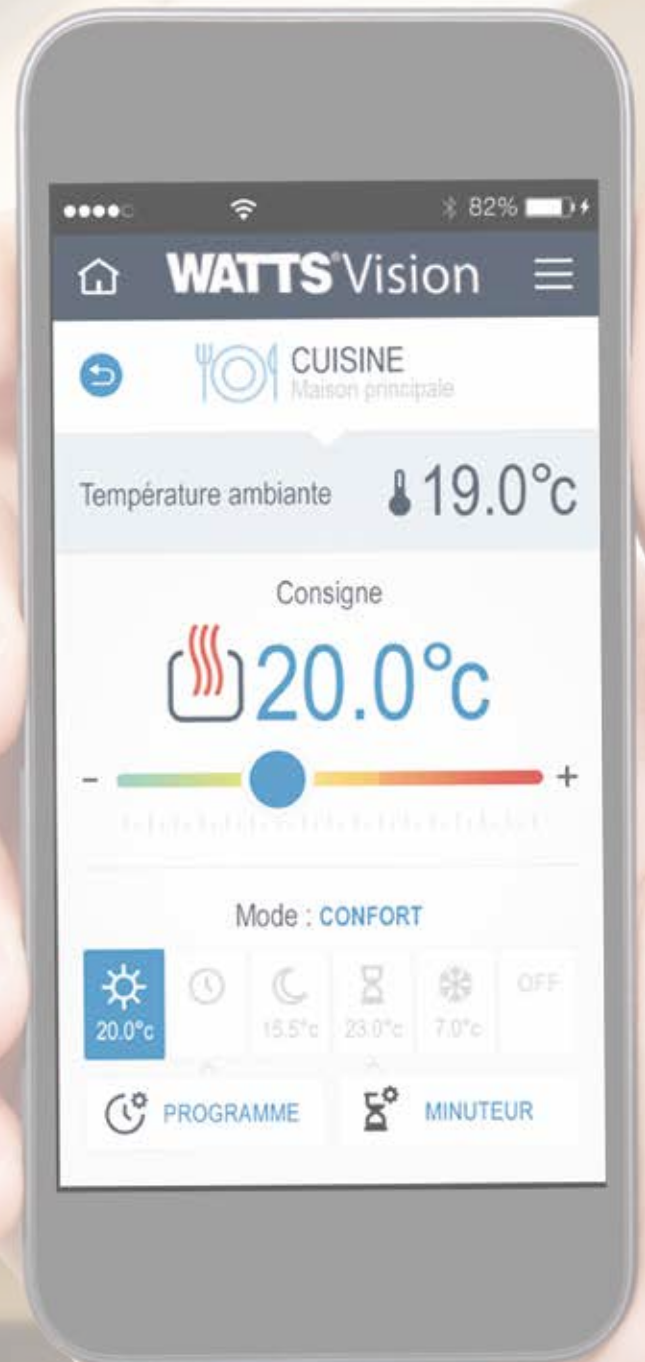 82%
WATTS® Vision
CUISINE
Maison principale
Température ambiante 19.0°c
Consigne
20.0°c
- +
Mode : CONFORT
20.0°c 15.5°c 23.0°c 7.0°c OFF
PROGRAMME MINUTEUR